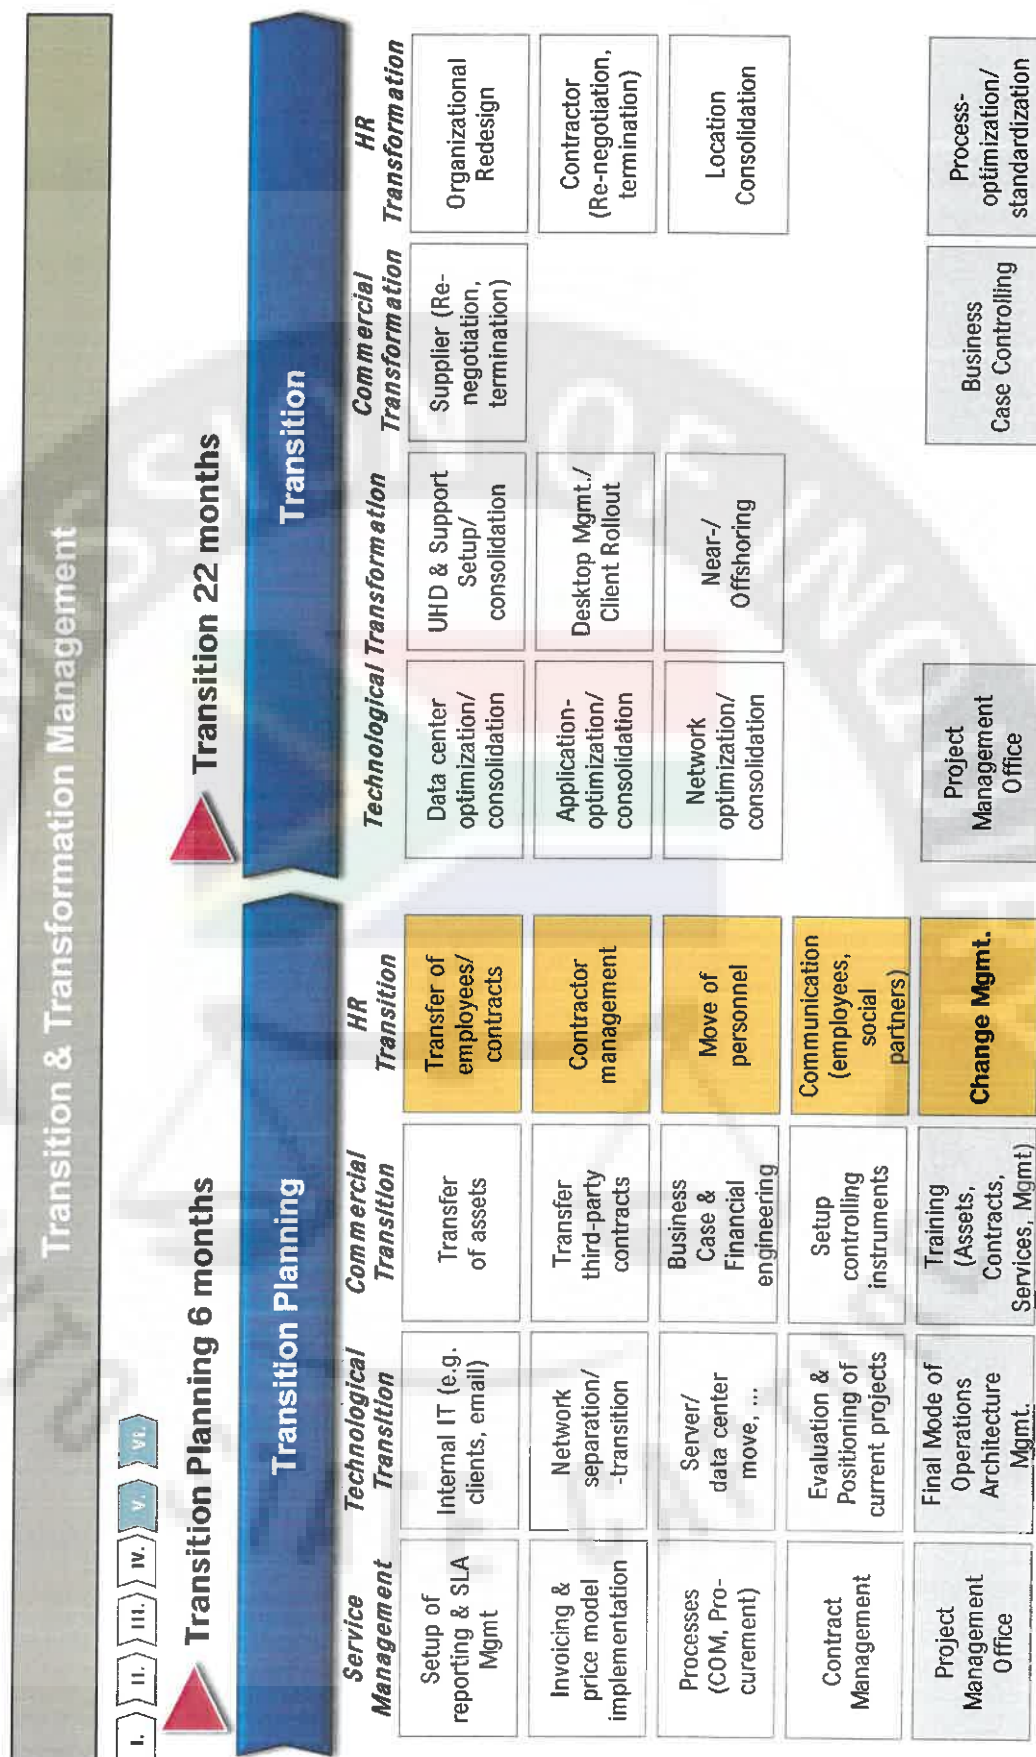 Transition & Transformation Management
I.
II.
III.
IV.
V.
VI.
Transition Planning 6 months
Transition 22 months
Transition Planning
Transition
Service
Management
Technological
Transition
Commercial
Transition
HR
Transition
Technological Transformation
Commercial
Transformation
HR
Transformation
Setup of
reporting & SLA
Mgmt
Internal IT (e.g.
clients, email)
Transfer
of assets
Transfer of
employees/
contracts
Data center
optimization/
consolidation
UHD & Support
Setup/
consolidation
Supplier (Re-
negotiation,
termination)
Organizational
Redesign
Invoicing &
price model
implementation
Network
separation/
-transition
Transfer
third-party
contracts
Contractor
management
Application-
optimization/
consolidation
Desktop Mgmt./
Client Rollout
Contractor
(Re-negotiation,
termination)
Processes
(COM, Pro-
curement)
Server/
data center
move, ...
Business
Case &
Financial
engineering
Move of
personnel
Network
optimization/
consolidation
Near-/
Offshoring
Location
Consolidation
Contract
Management
Evaluation &
Positioning of
current projects
Setup
controlling
instruments
Communication
(employees,
social
partners)
Project
Management
Office
Final Mode of
Operations
Architecture
Mgmt.
Training
(Assets,
Contracts,
Services, Mgmt)
Change Mgmt.
Project
Management
Office
Business
Case Controlling
Process-
optimization/
standardization